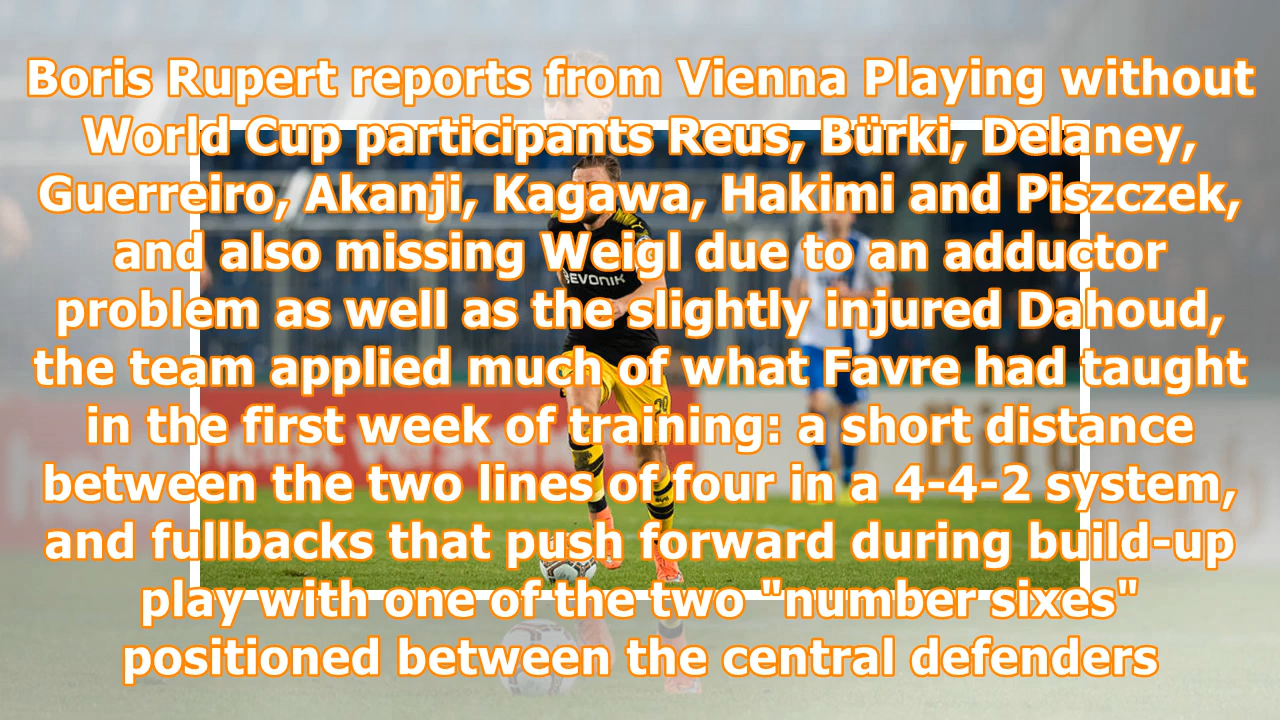 Boris Rupert reports from Vienna Playing without
World Cup participants Reus, Bürki, Delaney,
Guerreiro, Akanji, Kagawa, Hakimi and Piszczek,
and also missing Weigl due to an adductor
problem as well as the slightly injured Dahoud,
the team applied much of what Favre had taught
in the first week of training: a short distance
between the two lines of four in a 4-4-2 system,
and fullbacks that push forward during build-up
play with one of the two "number sixes"
positioned between the central defenders
EVONIK